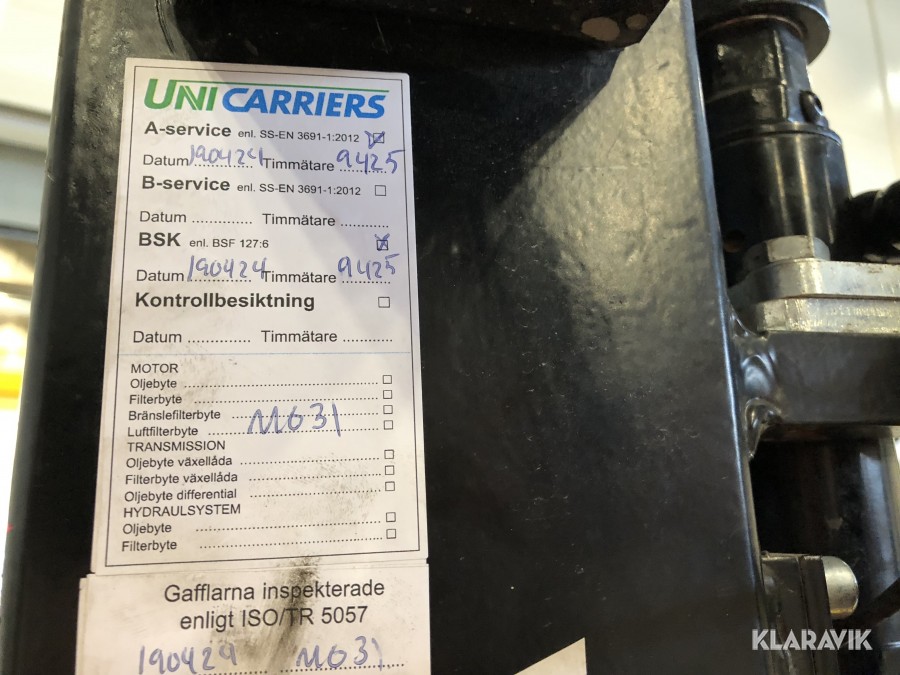 UNICARRIERS
A-service enl. SS-EN 3691-1:2012 ☑
Datum 190424 Timmätare 9425
B-service enl. SS-EN 3691-1:2012 ☐
Datum .............. Timmätare ............
BSK enl. BSF 127:6 ☒
Datum 190424 Timmätare 9425
Kontrollbesiktning ☐
Datum .............. Timmätare ............
MOTOR
Oljebyte ☐
Filterbyte ☐
Bränslefilterbyte ☐
Luftfilterbyte ☐
M031
TRANSMISSION
Oljebyte växellåda ☐
Filterbyte växellåda ☐
Oljebyte differential ☐
HYDRAULSYSTEM
Oljebyte ☐
Filterbyte ☐
Gafflarna inspekterade
enligt ISO/TR 5057
190424 M031
KLARAVIK